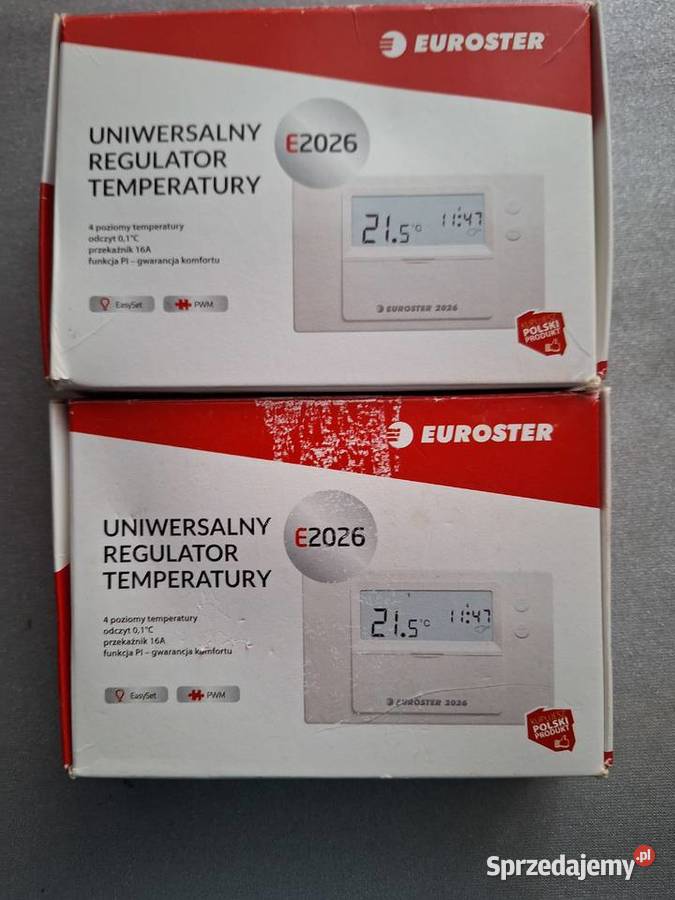 EUROSTER
UNIWERSALNY
REGULATOR
TEMPERATURY
E2026
4 poziomy temperatury
odczyt 0,1°C
przekaźnik 16A
funkcja PI – gwarancja komfortu
EasySet
PWM
21.5°C
11:47
EUROSTER 2026
KUPUJESZ
POLSKI
PRODUKT
EUROSTER
UNIWERSALNY
REGULATOR
TEMPERATURY
E2026
4 poziomy temperatury
odczyt 0,1°C
przekaźnik 16A
funkcja PI – gwarancja komfortu
EasySet
PWM
21.5°C
11:47
EUROSTER 2026
KUPUJESZ
POLSKI
PRODUKT
Sprzedajemy.pl